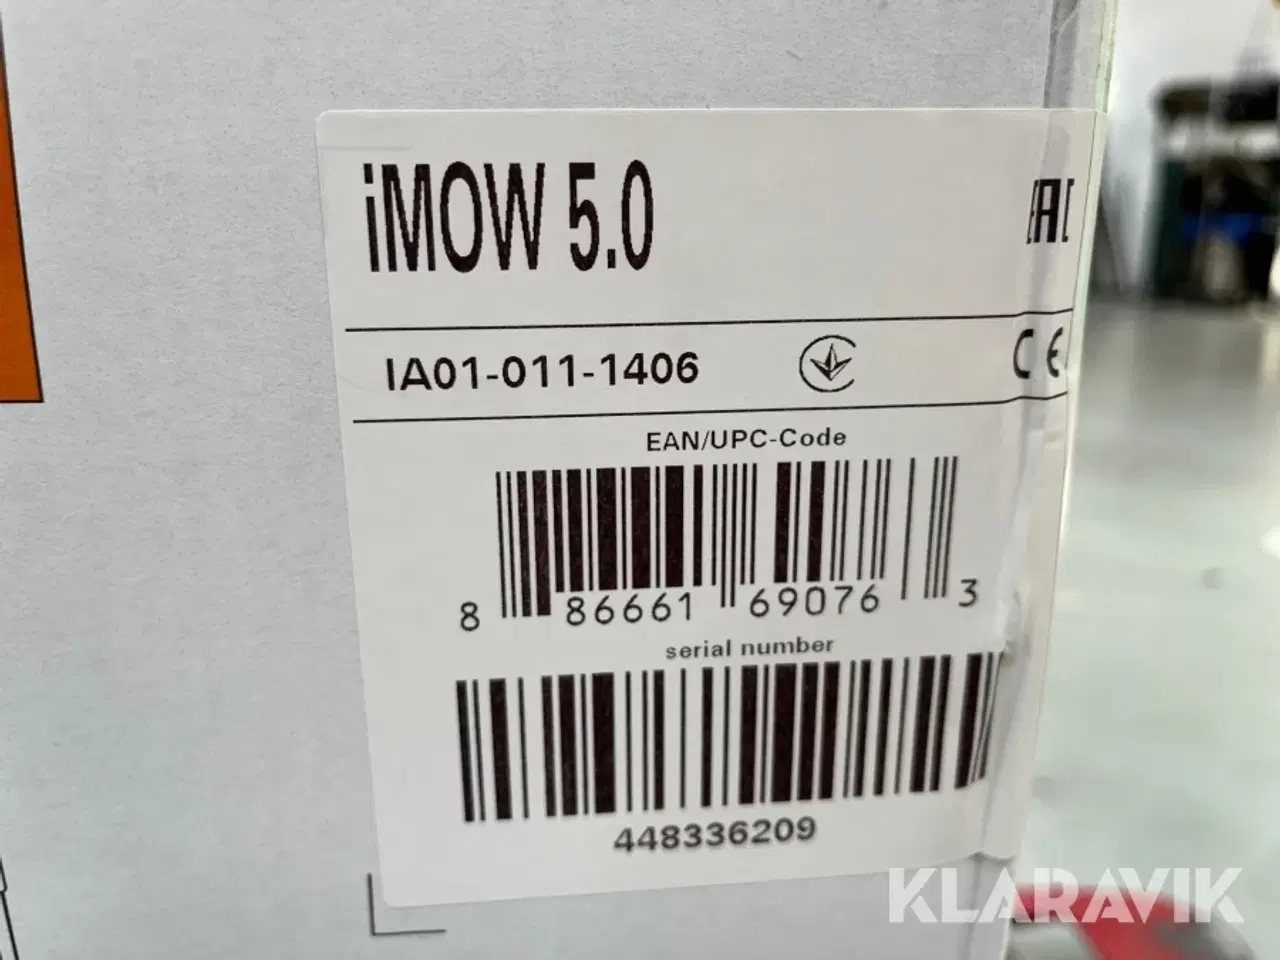 iMOW 5.0
EAC
IA01-011-1406
CE
EAN/UPC-Code
8 86661 69076 3
serial number
448336209
KLARAVIK